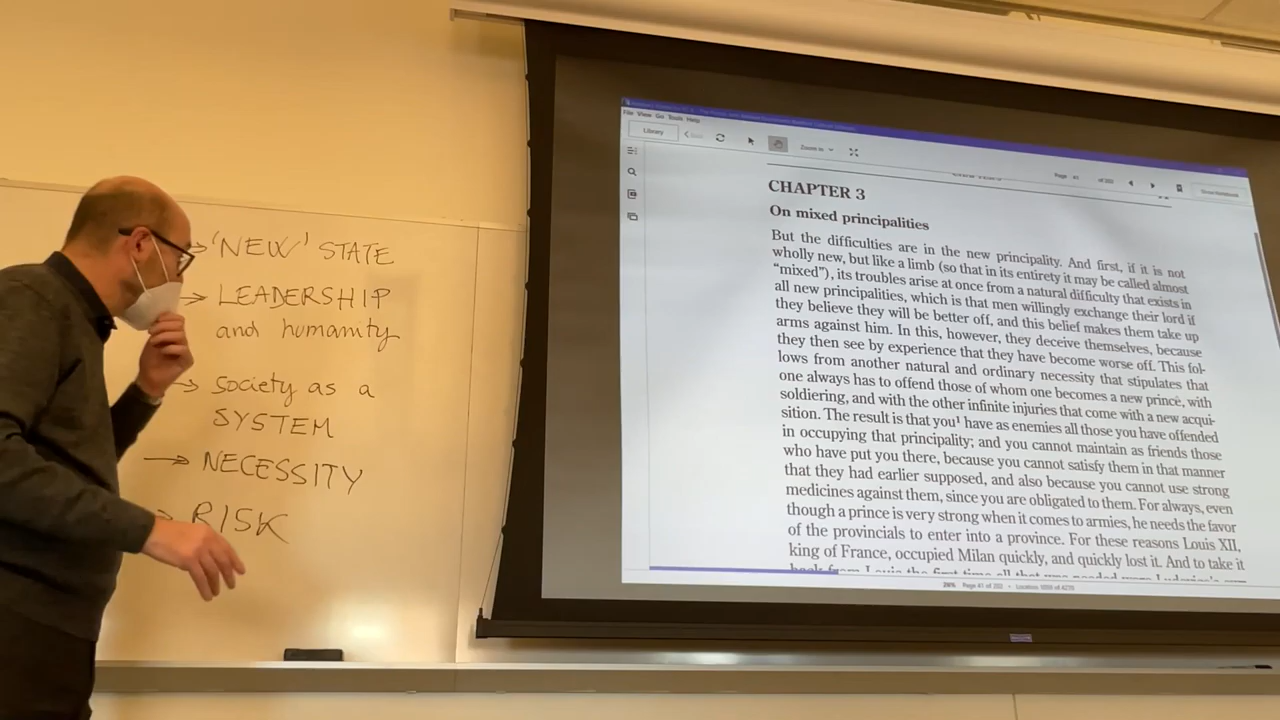 → 'NEW' STATE
→ LEADERSHIP
and humanity
→ SOCIETY as a
SYSTEM
→ NECESSITY
→ RISK
File View Go Tools Help
Library
Zoom in
Page 41 of 202
CHAPTER 3
On mixed principalities
But the difficulties are in the new principality. And first, if it is not
wholly new, but like a limb (so that in its entirety it may be called almost
“mixed”), its troubles arise at once from a natural difficulty that exists in
all new principalities, which is that men willingly exchange their lord if
they believe they will be better off, and this belief makes them take up
arms against him. In this, however, they deceive themselves, because
they then see by experience that they have become worse off. This fol-
lows from another natural and ordinary necessity that stipulates that
one always has to offend those of whom one becomes a new prince, with
soldiering, and with the other infinite injuries that come with a new acqui-
sition. The result is that you¹ have as enemies all those you have offended
in occupying that principality; and you cannot maintain as friends those
who have put you there, because you cannot satisfy them in that manner
that they had earlier supposed, and also because you cannot use strong
medicines against them, since you are obligated to them. For always, even
though a prince is very strong when it comes to armies, he needs the favor
of the provincials to enter into a province. For these reasons Louis XII,
king of France, occupied Milan quickly, and quickly lost it. And to take it